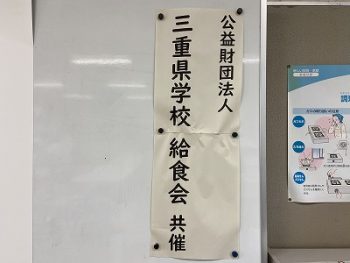 公益財団法人
三重県学校給食会 共催